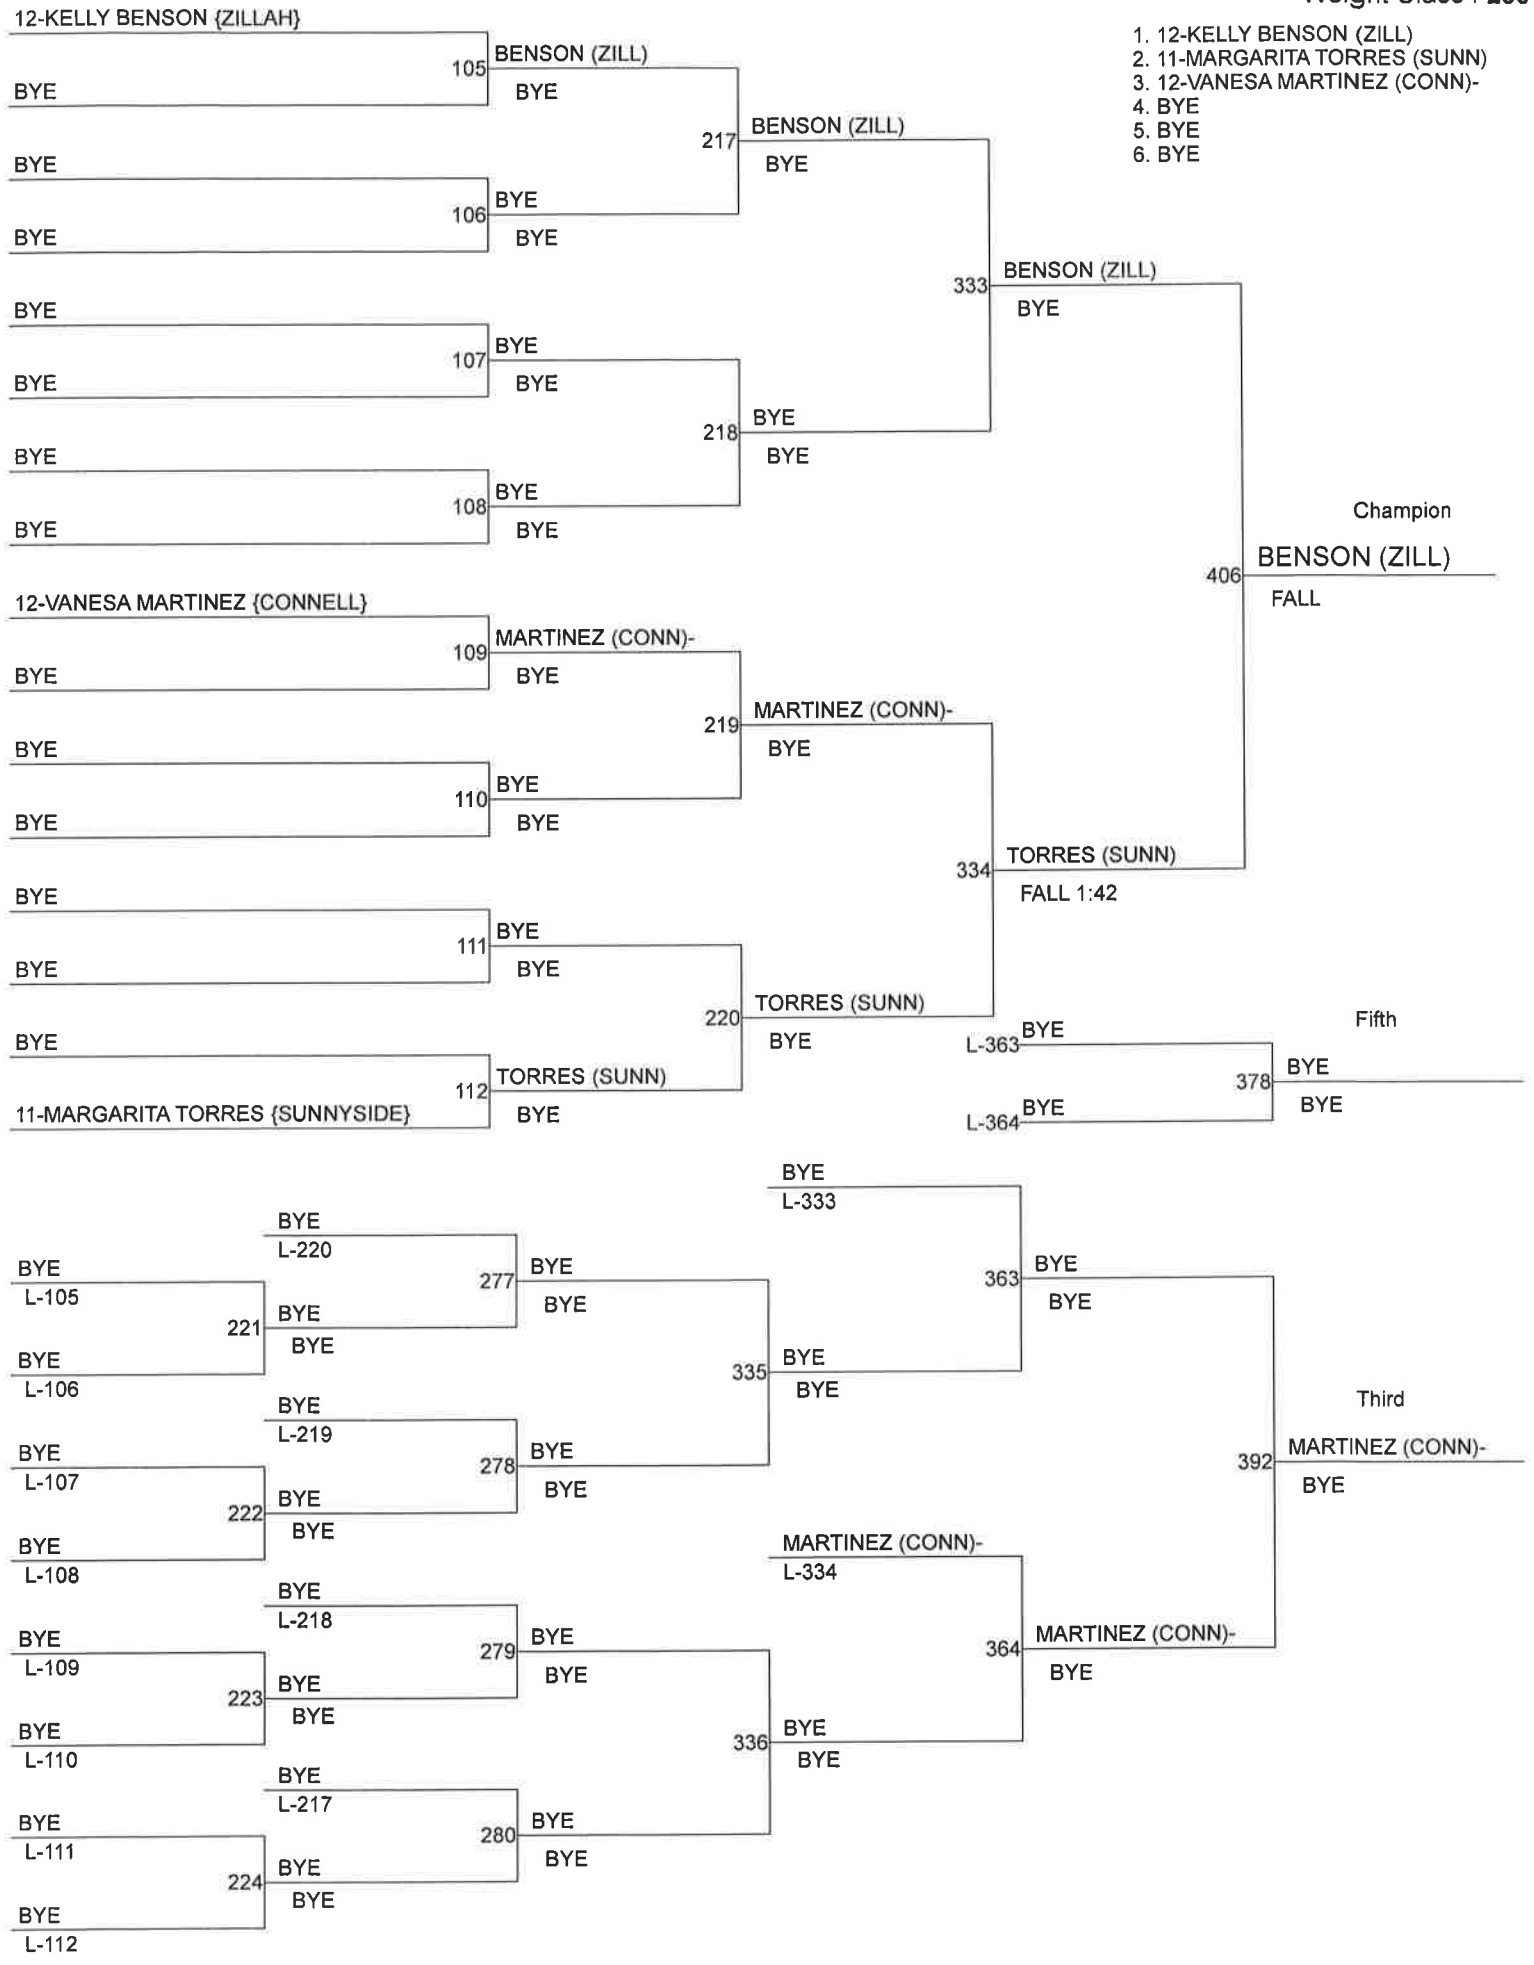 1. 12-KELLY BENSON (ZILL)
2. 11-MARGARITA TORRES (SUNN)
3. 12-VANESA MARTINEZ (CONN)-
4. BYE
5. BYE
6. BYE
12-KELLY BENSON {ZILLAH}
BYE
105
BENSON (ZILL)
BYE
BYE
BYE
106
BYE
BYE
217
BENSON (ZILL)
BYE
BYE
BYE
107
BYE
BYE
BYE
BYE
108
BYE
BYE
218
BYE
BYE
333
BENSON (ZILL)
BYE
12-VANESA MARTINEZ {CONNELL}
BYE
109
MARTINEZ (CONN)-
BYE
BYE
BYE
110
BYE
BYE
219
MARTINEZ (CONN)-
BYE
BYE
BYE
111
BYE
BYE
BYE
11-MARGARITA TORRES {SUNNYSIDE}
112
TORRES (SUNN)
BYE
220
TORRES (SUNN)
BYE
334
TORRES (SUNN)
FALL 1:42
Champion
406
BENSON (ZILL)
FALL
Fifth
L-363
BYE
L-364
BYE
378
BYE
BYE
BYE
L-105
BYE
L-106
221
BYE
BYE
BYE
L-220
277
BYE
BYE
BYE
L-107
BYE
L-108
222
BYE
BYE
BYE
L-219
278
BYE
BYE
335
BYE
BYE
BYE
L-333
363
BYE
BYE
BYE
L-109
BYE
L-110
223
BYE
BYE
BYE
L-218
279
BYE
BYE
BYE
L-111
BYE
L-112
224
BYE
BYE
BYE
L-217
280
BYE
BYE
336
BYE
BYE
MARTINEZ (CONN)-
L-334
364
MARTINEZ (CONN)-
BYE
Third
392
MARTINEZ (CONN)-
BYE